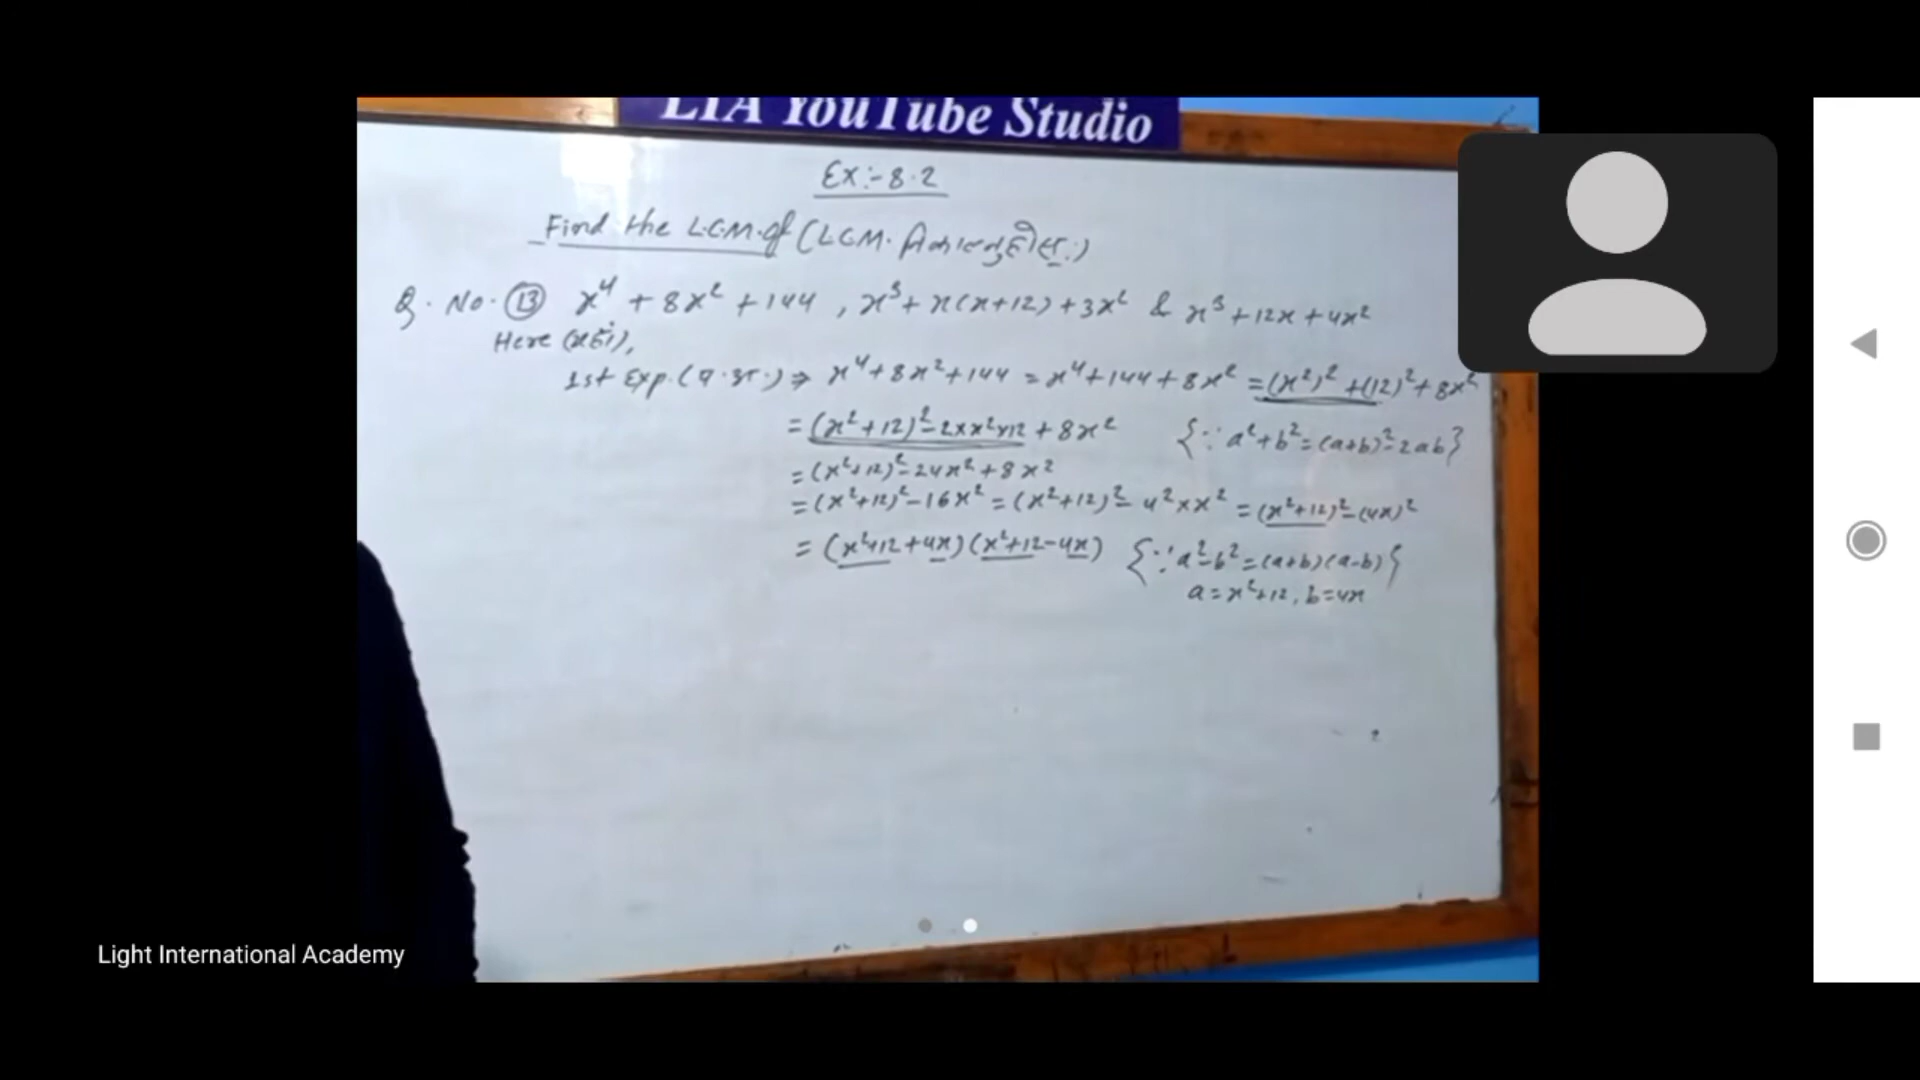 LIA YouTube Studio
Ex:- 8.2
Find the L.C.M. of (L.C.M. निकाल्नुहोस्:)
Q. No. (13) x⁴ + 8x² + 144 , x³ + x(x+12) + 3x² & x³ + 12x + 4x²
Here (यहाँ),
1st Exp. (प.अ.) ⇒ x⁴ + 8x² + 144 = x⁴ + 144 + 8x² = (x²)² + (12)² + 8x²
= (x² + 12)² - 2×x²×12 + 8x² {∵ a² + b² = (a+b)² - 2ab}
= (x²+12)² - 24x² + 8x²
= (x²+12)² - 16x² = (x²+12)² - 4²×x² = (x²+12)² - (4x)²
= (x²+12+4x) (x²+12-4x) {∵ a²-b² = (a+b)(a-b)}
a = x²+12, b = 4x
Light International Academy